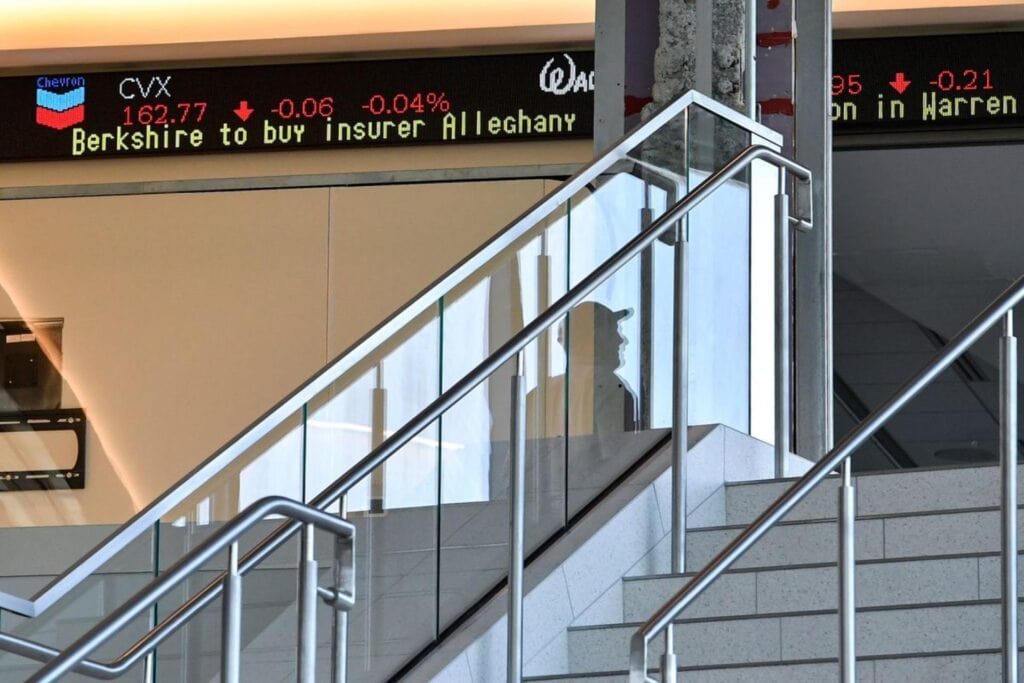 Chevron
CVX
162.77 -0.06 -0.04%
Berkshire to buy insurer Alleghany
95 -0.21
on in Warren